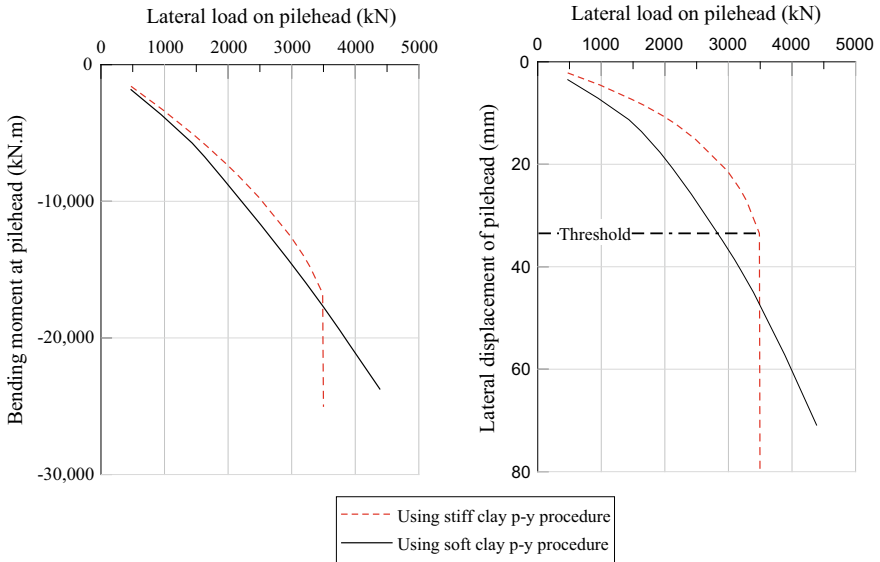 Lateral load on pilehead (kN)
0 1000 2000 3000 4000 5000
0
-10,000
-20,000
-30,000
Bending moment at pilehead (kN.m)
Lateral load on pilehead (kN)
0 1000 2000 3000 4000 5000
0
20
40
60
80
Lateral displacement of pilehead (mm)
Threshold
Using stiff clay p-y procedure
Using soft clay p-y procedure